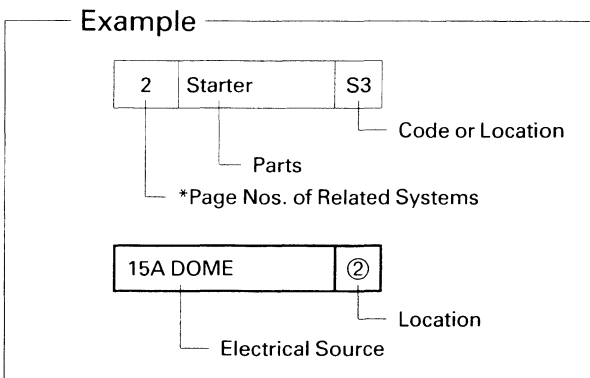 Example
2 Starter S3
Code or Location
Parts
*Page Nos. of Related Systems
15A DOME ②
Location
Electrical Source